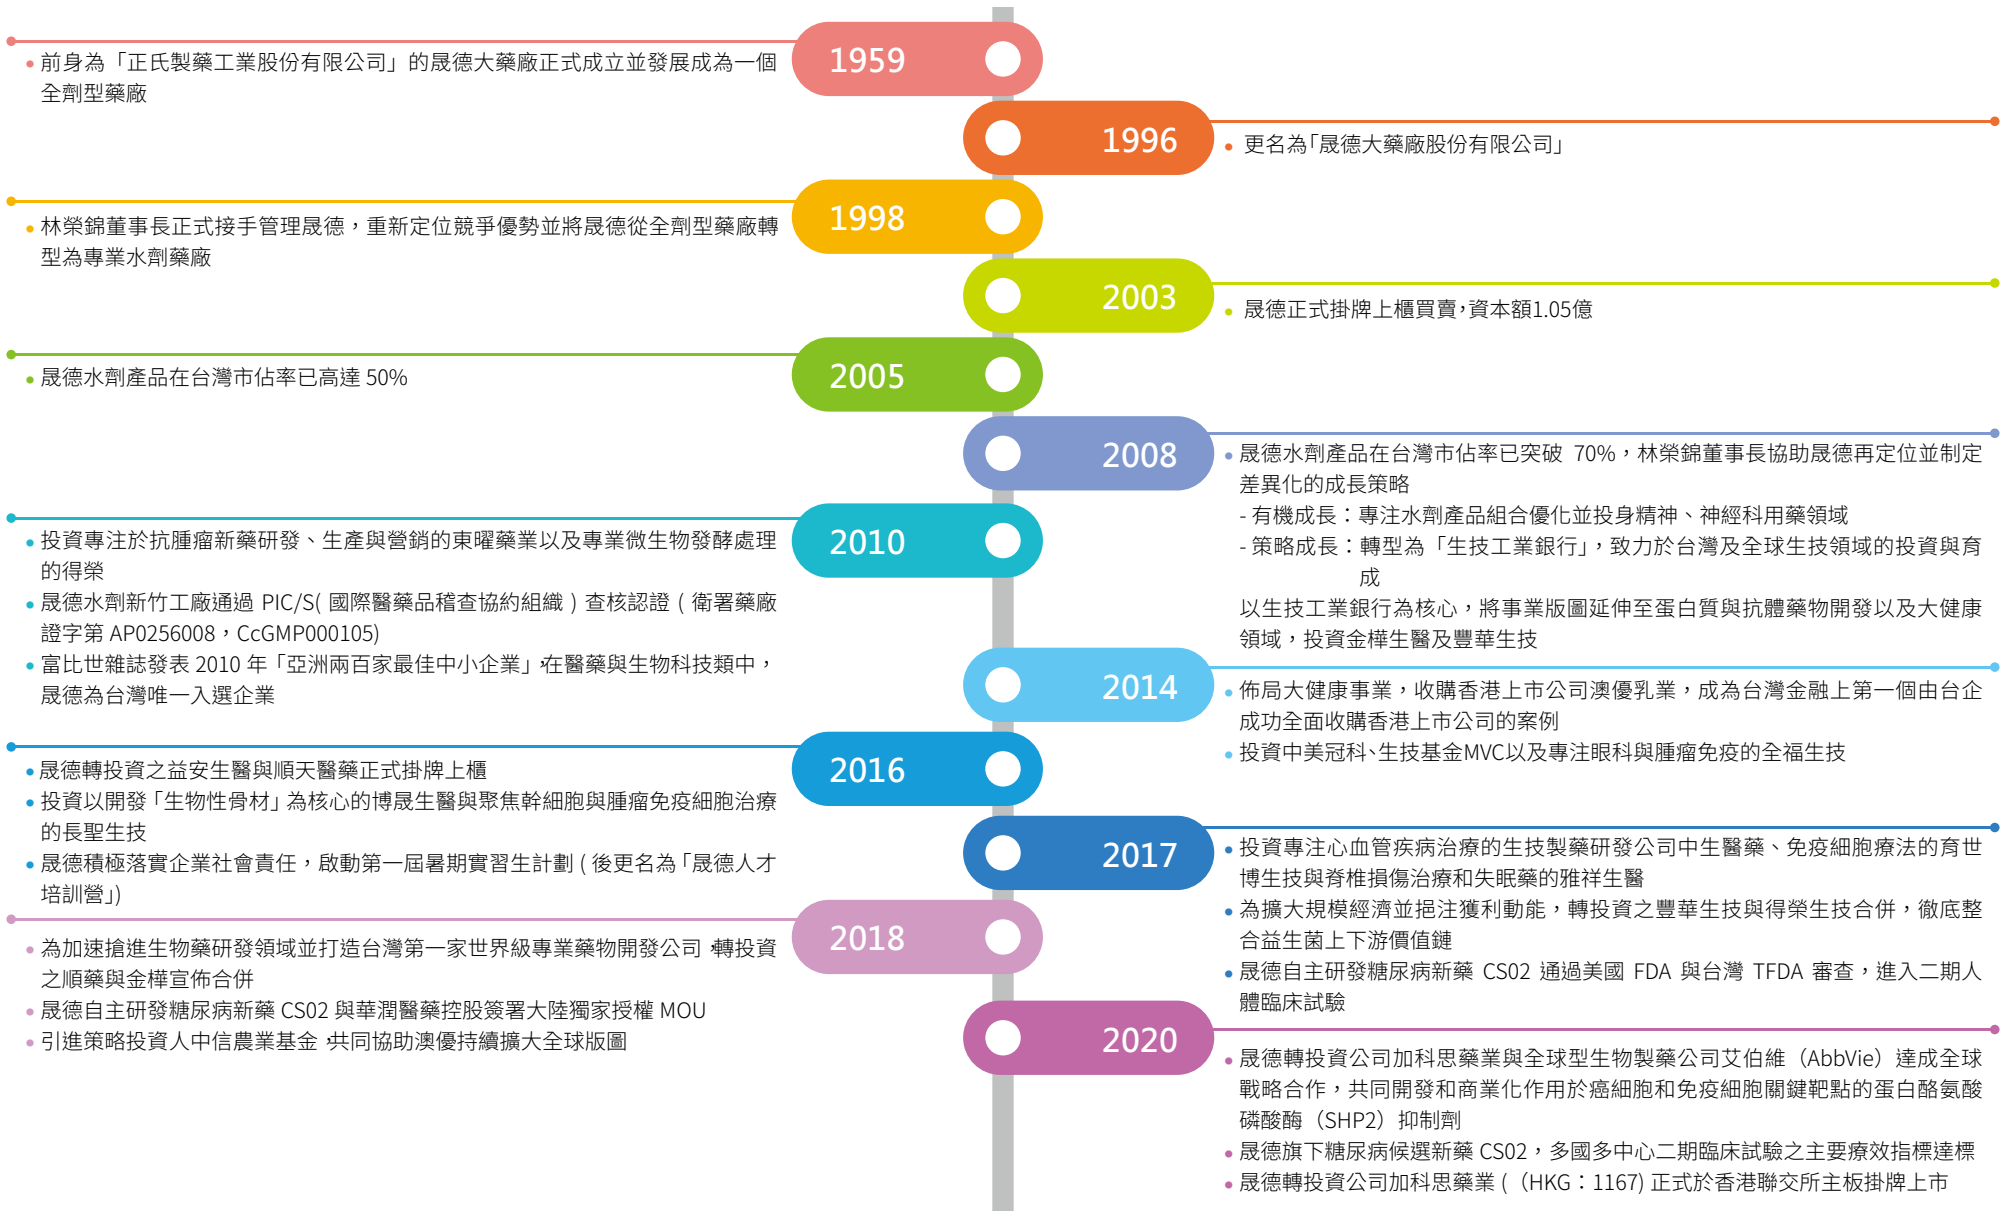 1959
前身為「正氏製藥工業股份有限公司」的晟德大藥廠正式成立並發展成為一個
全劑型藥廠
1996
更名為「晟德大藥廠股份有限公司」
1998
林榮錦董事長正式接手管理晟德，重新定位競爭優勢並將晟德從全劑型藥廠轉
型為專業水劑藥廠
2003
晟德正式掛牌上櫃買賣，資本額1.05億
2005
晟德水劑產品在台灣市佔率已高達 50%
2008
晟德水劑產品在台灣市佔率已突破 70%，林榮錦董事長協助晟德再定位並制定
差異化的成長策略
- 有機成長：專注水劑產品組合優化並投身精神、神經科用藥領域
- 策略成長：轉型為「生技工業銀行」，致力於台灣及全球生技領域的投資與育
成
以生技工業銀行為核心，將事業版圖延伸至蛋白質與抗體藥物開發以及大健康
領域，投資金樺生醫及豐華生技
2010
投資專注於抗腫瘤新藥研發、生產與營銷的東曜藥業以及專業微生物發酵處理
的得榮
晟德水劑新竹工廠通過 PIC/S( 國際醫藥品稽查協約組織 ) 查核認證 ( 衛署藥廠
證字第 AP0256008，CcGMP000105)
富比世雜誌發表 2010 年「亞洲兩百家最佳中小企業」，在醫藥與生物科技類中，
晟德為台灣唯一入選企業
2014
佈局大健康事業，收購香港上市公司澳優乳業，成為台灣金融上第一個由台企
成功全面收購香港上市公司的案例
投資中美冠科、生技基金MVC以及專注眼科與腫瘤免疫的全福生技
2016
晟德轉投資之益安生醫與順天醫藥正式掛牌上櫃
投資以開發「生物性骨材」為核心的博晟生醫與聚焦幹細胞與腫瘤免疫細胞治療
的長聖生技
晟德積極落實企業社會責任，啟動第一屆暑期實習生計劃 ( 後更名為「晟德人才
培訓營」)
2017
投資專注心血管疾病治療的生技製藥研發公司中生醫藥、免疫細胞療法的育世
博生技與脊椎損傷治療和失眠藥的雅祥生醫
為擴大規模經濟並挹注獲利動能，轉投資之豐華生技與得榮生技合併，徹底整
合益生菌上下游價值鏈
晟德自主研發糖尿病新藥 CS02 通過美國 FDA 與台灣 TFDA 審查，進入二期人
體臨床試驗
2018
為加速搶進生物藥研發領域並打造台灣第一家世界級專業藥物開發公司，轉投資
之順藥與金樺宣佈合併
晟德自主研發糖尿病新藥 CS02 與華潤醫藥控股簽署大陸獨家授權 MOU
引進策略投資人中信農業基金，共同協助澳優持續擴大全球版圖
2020
晟德轉投資公司加科思藥業與全球型生物製藥公司艾伯維（AbbVie）達成全球
戰略合作，共同開發和商業化作用於癌細胞和免疫細胞關鍵靶點的蛋白酪氨酸
磷酸酶（SHP2）抑制劑
晟德旗下糖尿病候選新藥 CS02，多國多中心二期臨床試驗之主要療效指標達標
晟德轉投資公司加科思藥業 (（HKG：1167) 正式於香港聯交所主板掛牌上市